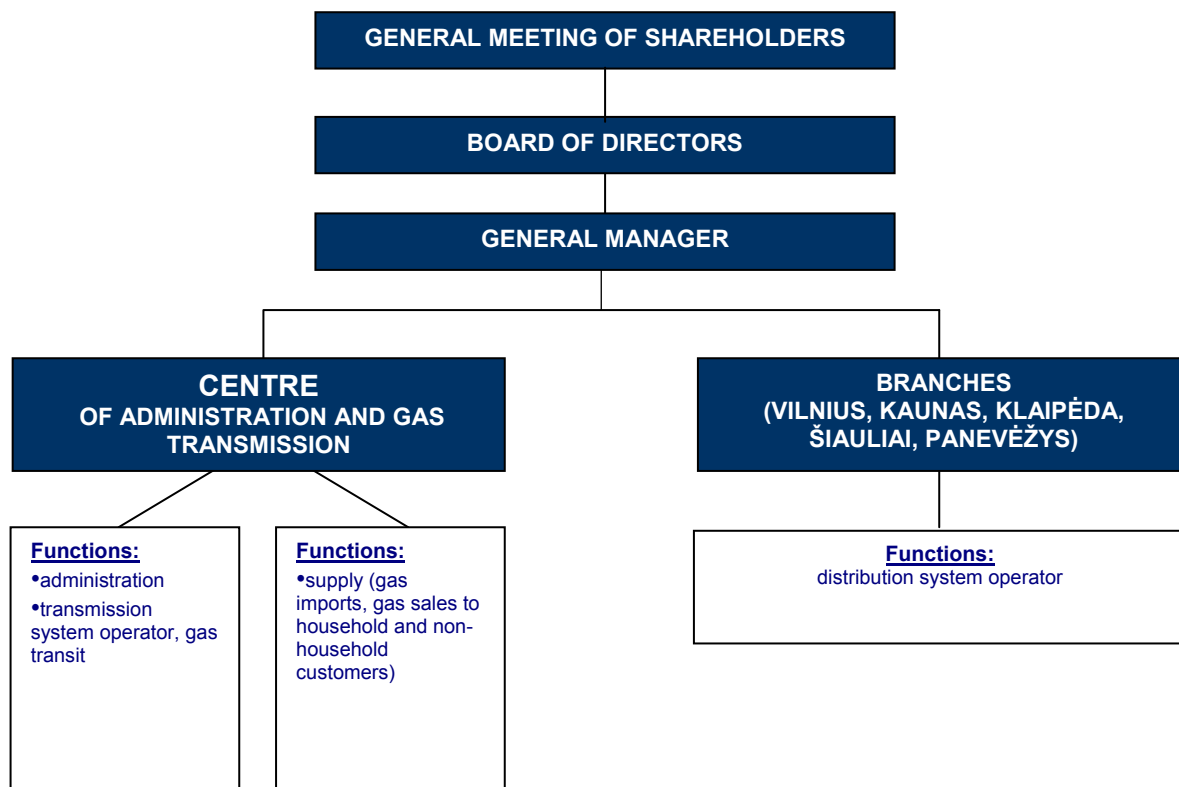 GENERAL MEETING OF SHAREHOLDERS
BOARD OF DIRECTORS
GENERAL MANAGER
CENTRE
OF ADMINISTRATION AND GAS
TRANSMISSION
BRANCHES
(VILNIUS, KAUNAS, KLAIPĖDA,
ŠIAULIAI, PANEVĖŽYS)
Functions:
•administration
•transmission
system operator, gas
transit
Functions:
•supply (gas
imports, gas sales to
household and non-
household
customers)
Functions:
distribution system operator